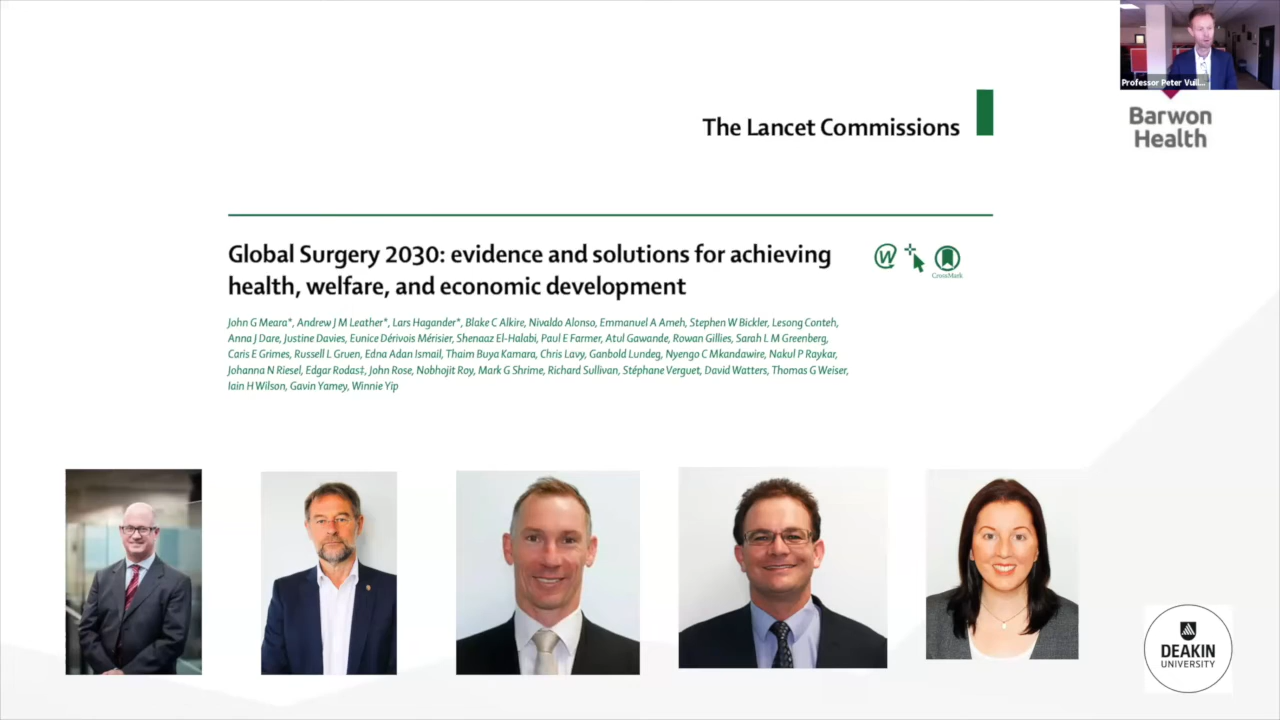 Professor Peter Vuil...
Barwon
Health
The Lancet Commissions
Global Surgery 2030: evidence and solutions for achieving
health, welfare, and economic development
W
CrossMark
John G Meara*, Andrew J M Leather*, Lars Hagander*, Blake C Alkire, Nivaldo Alonso, Emmanuel A Ameh, Stephen W Bickler, Lesong Conteh,
Anna J Dare, Justine Davies, Eunice Dérivois Mérisier, Shenaaz El-Halabi, Paul E Farmer, Atul Gawande, Rowan Gillies, Sarah L M Greenberg,
Caris E Grimes, Russell L Gruen, Edna Adan Ismail, Thaim Buya Kamara, Chris Lavy, Ganbold Lundeg, Nyengo C Mkandawire, Nakul P Raykar,
Johanna N Riesel, Edgar Rodas‡, John Rose, Nobhojit Roy, Mark G Shrime, Richard Sullivan, Stéphane Verguet, David Watters, Thomas G Weiser,
Iain H Wilson, Gavin Yamey, Winnie Yip
DEAKIN
UNIVERSITY